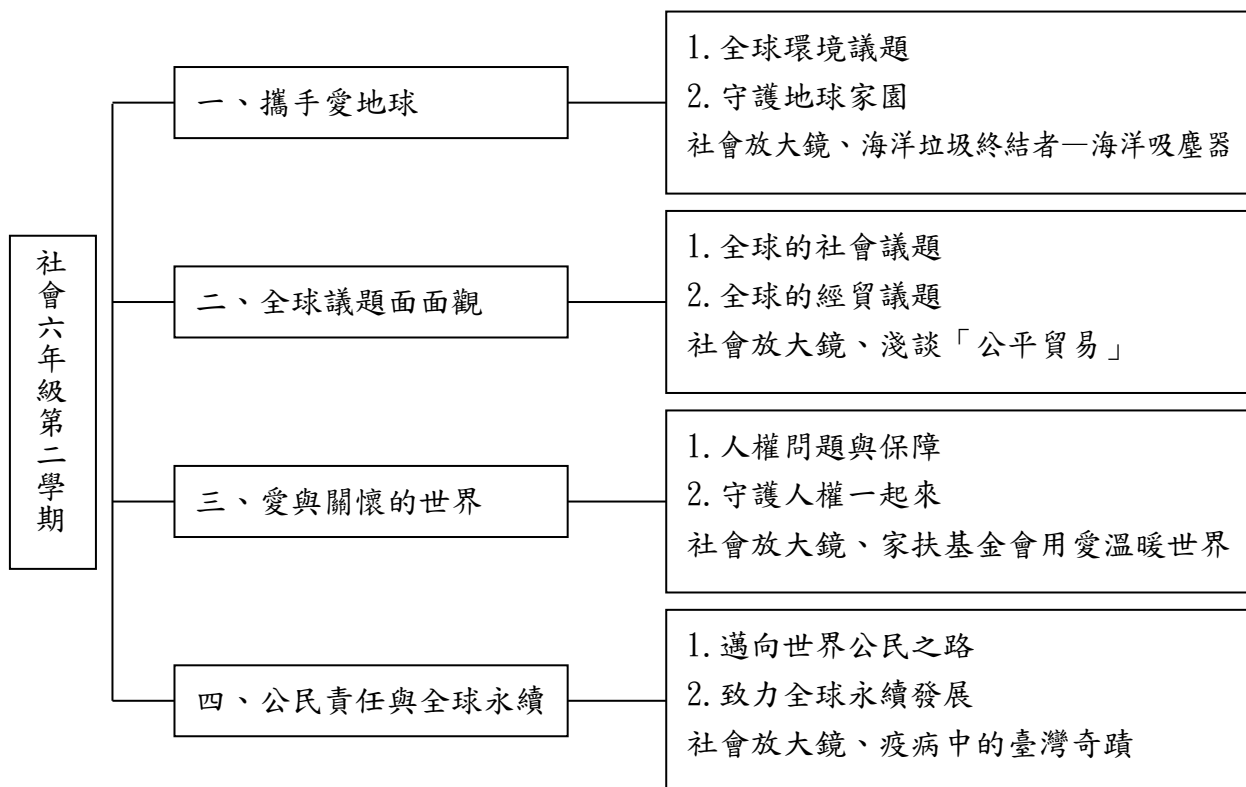 社會六年級第二學期
一、攜手愛地球
1.全球環境議題
2.守護地球家園
社會放大鏡、海洋垃圾終結者—海洋吸塵器
二、全球議題面面觀
1.全球的社會議題
2.全球的經貿議題
社會放大鏡、淺談「公平貿易」
三、愛與關懷的世界
1.人權問題與保障
2.守護人權一起來
社會放大鏡、家扶基金會用愛溫暖世界
四、公民責任與全球永續
1.邁向世界公民之路
2.致力全球永續發展
社會放大鏡、疫病中的臺灣奇蹟